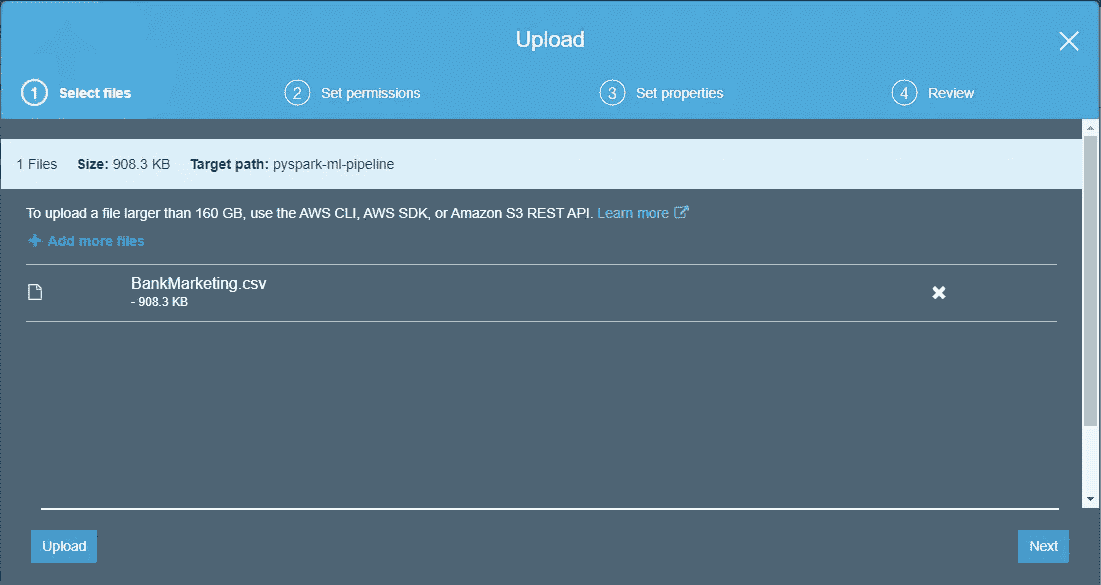 Upload
1 Select files 2 Set permissions 3 Set properties 4 Review
1 Files Size: 908.3 KB Target path: pyspark-ml-pipeline
To upload a file larger than 160 GB, use the AWS CLI, AWS SDK, or Amazon S3 REST API. Learn more
Add more files
BankMarketing.csv
- 908.3 KB
Upload Next